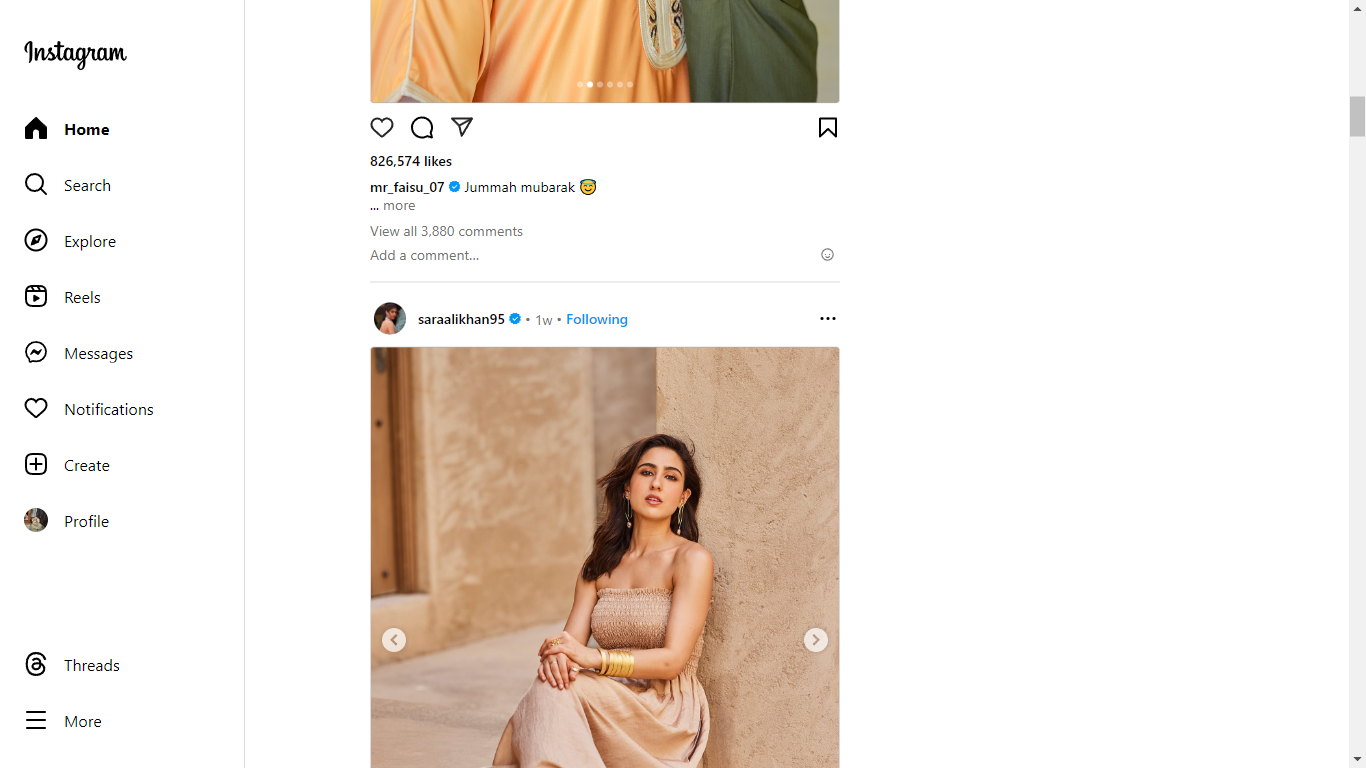 Instagram
Home
Search
Explore
Reels
Messages
Notifications
Create
Profile
Threads
More
826,574 likes
mr_faisu_07 Jummah mubarak 😇
... more
View all 3,880 comments
Add a comment...
saraalikhan95 • 1w • Following